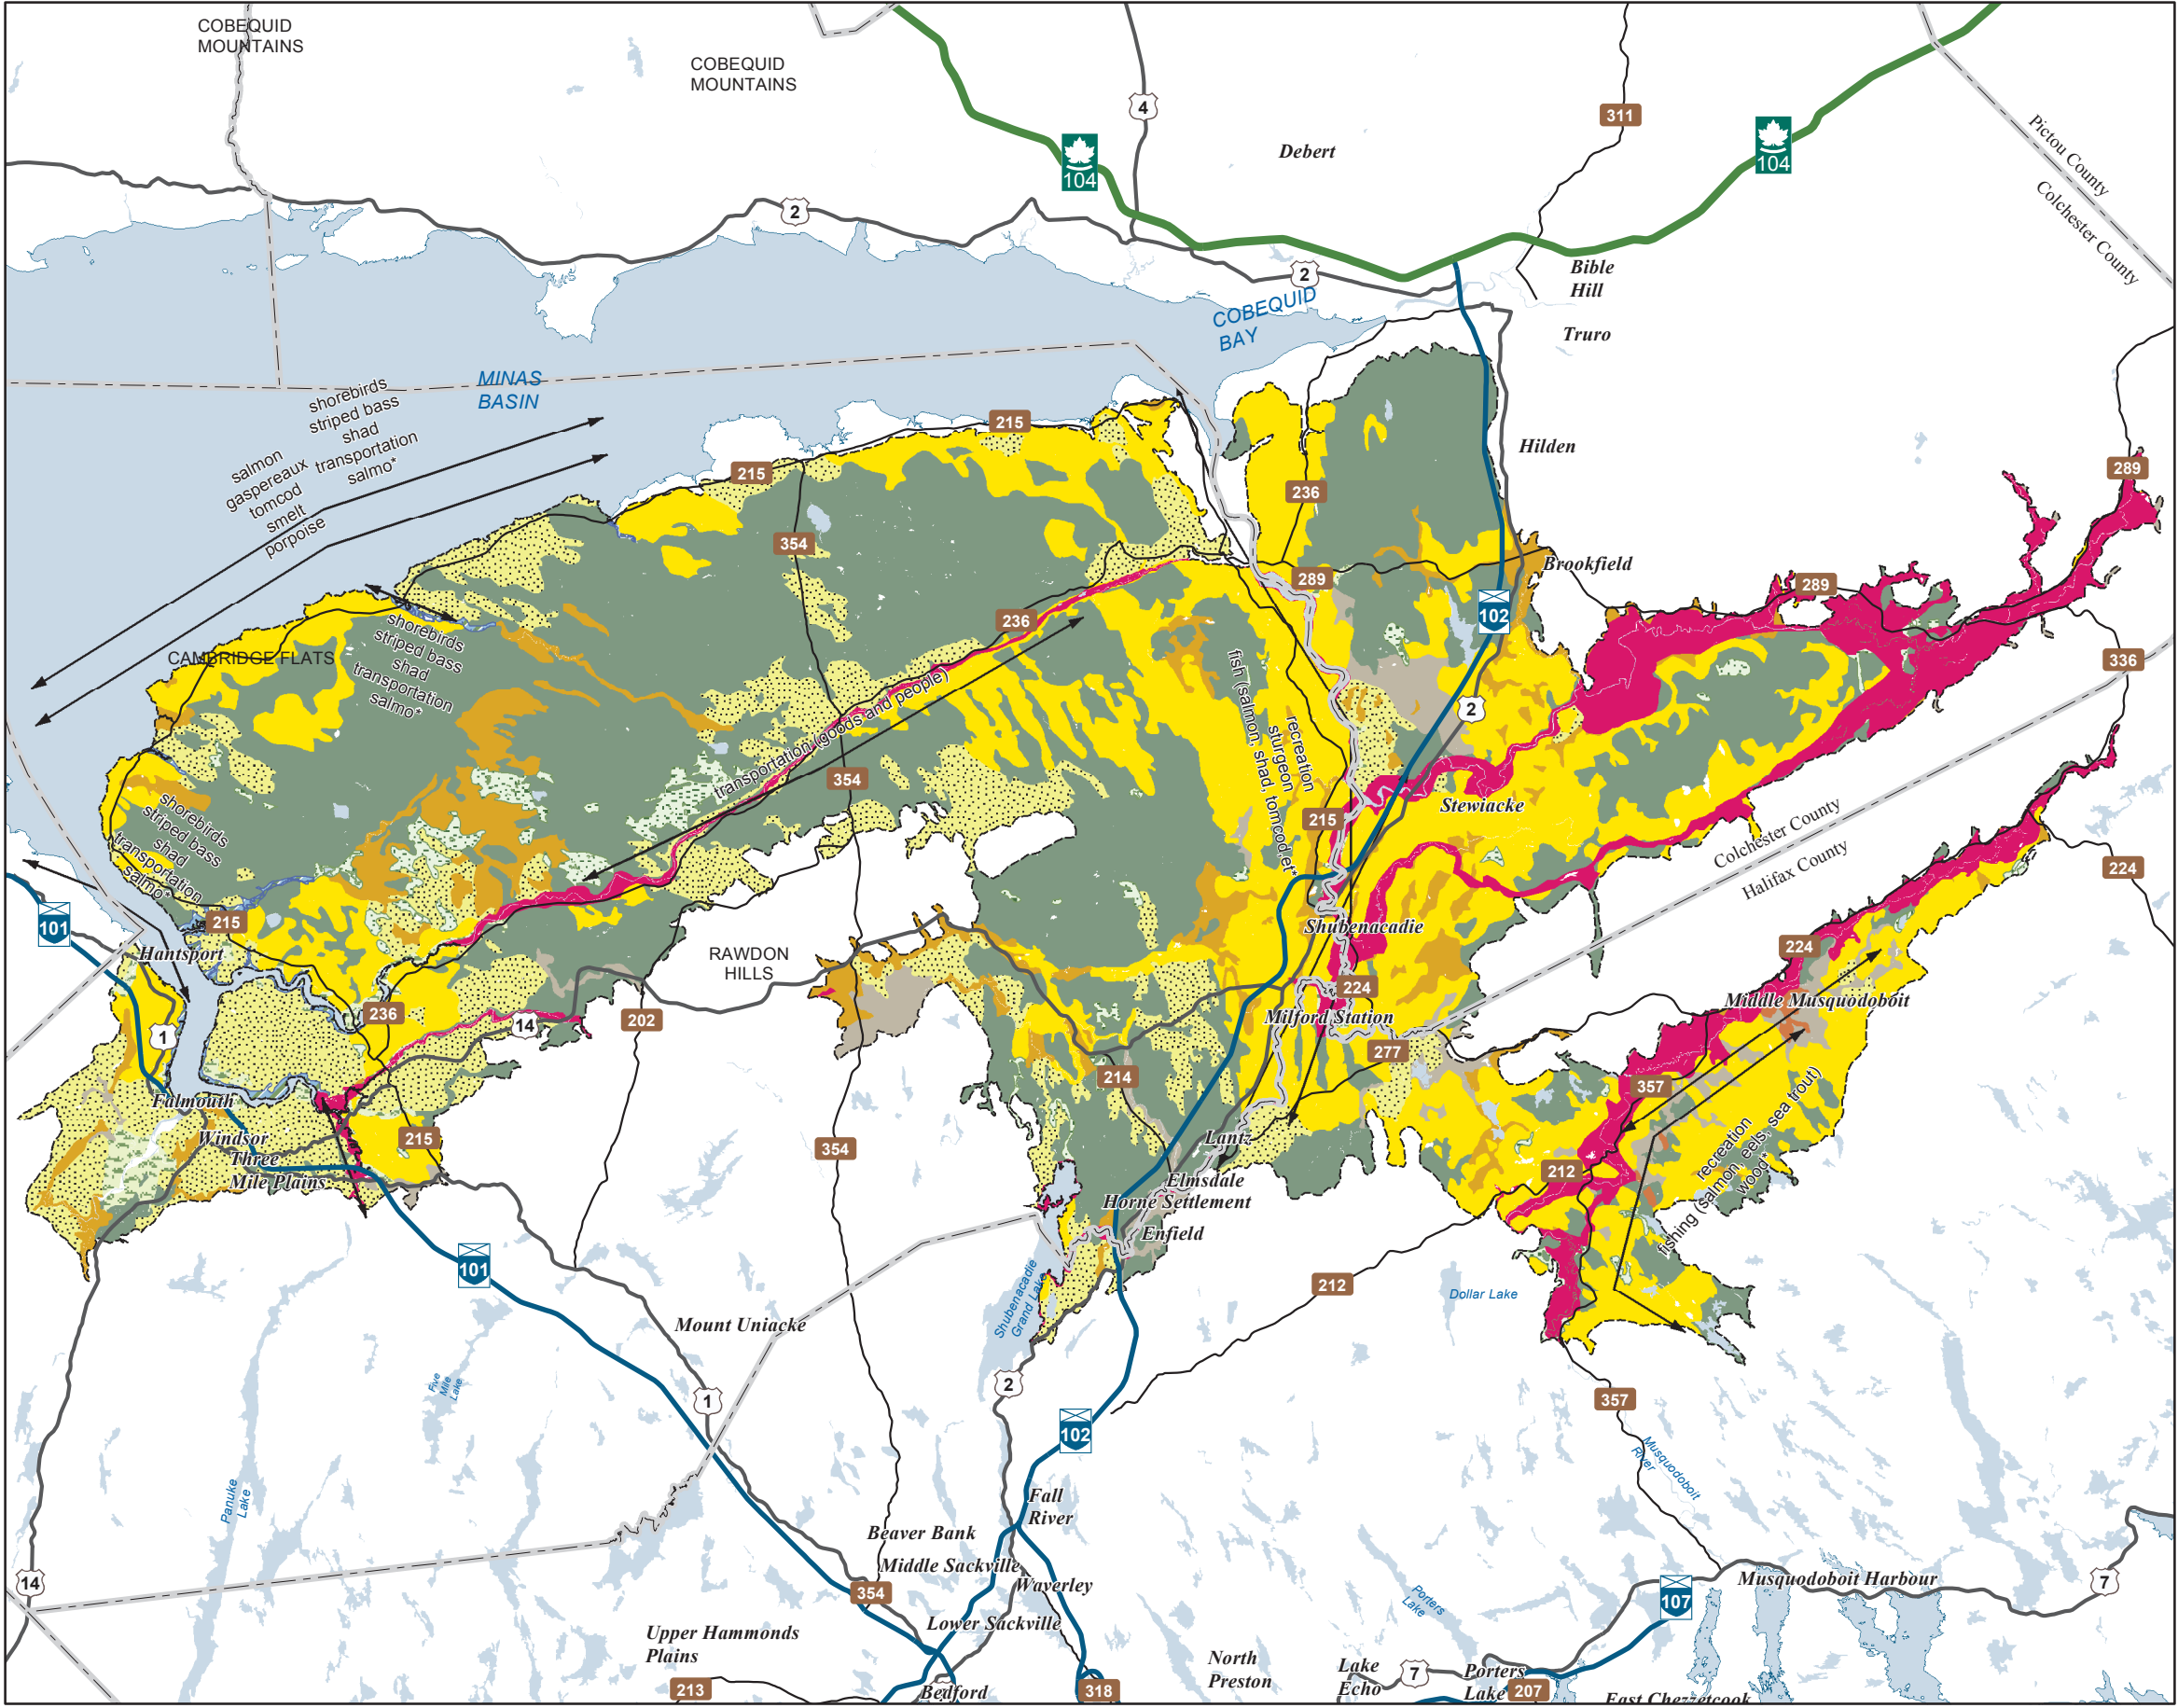 COBEQUID
MOUNTAINS
COBEQUID
MOUNTAINS
4
311
104
104
Debert
Pictou County
Colchester County
2
2
Bible
Hill
Truro
COBEQUID
BAY
MINAS
BASIN
shorebirds
striped bass
shad
transportation
salmo*
salmon
gaspereaux
tomcod
smelt
porpoise
215
215
236
Hilden
289
354
289
Brookfield
289
102
236
336
shorebirds
striped bass
shad
transportation
salmo*
CAMBRIDGE FLATS
2
transportation (goods and people)
recreation
sturgeon
fish (salmon, shad, tomcod,et*
354
Stewiacke
215
Colchester County
Halifax County
shorebirds
striped bass
shad
transportation
salmo*
224
215
101
Shubenacadie
Hantsport
RAWDON
HILLS
224
224
Middle Musquodoboit
236
14
202
Milford Station
1
277
214
357
Falmouth
Windsor
215
354
Lantz
Three
Mile Plains
212
recreation
fishing (salmon, eels, sea trout)
wood*
Elmsdale
Horne Settlement
Enfield
101
212
Shubenacadie
Grand Lake
Dollar Lake
Mount Uniacke
Five
Mile
Lake
1
2
357
102
Musquodoboit
River
Panuke
Lake
Fall
River
Beaver Bank
Middle Sackville
14
354
Waverley
Porters
Lake
Musquodoboit Harbour
7
107
Lower Sackville
Upper Hammonds
Plains
North
Preston
Lake
Echo
7
Porters
Lake
207
213
Bedford
318
East Chezzetcook